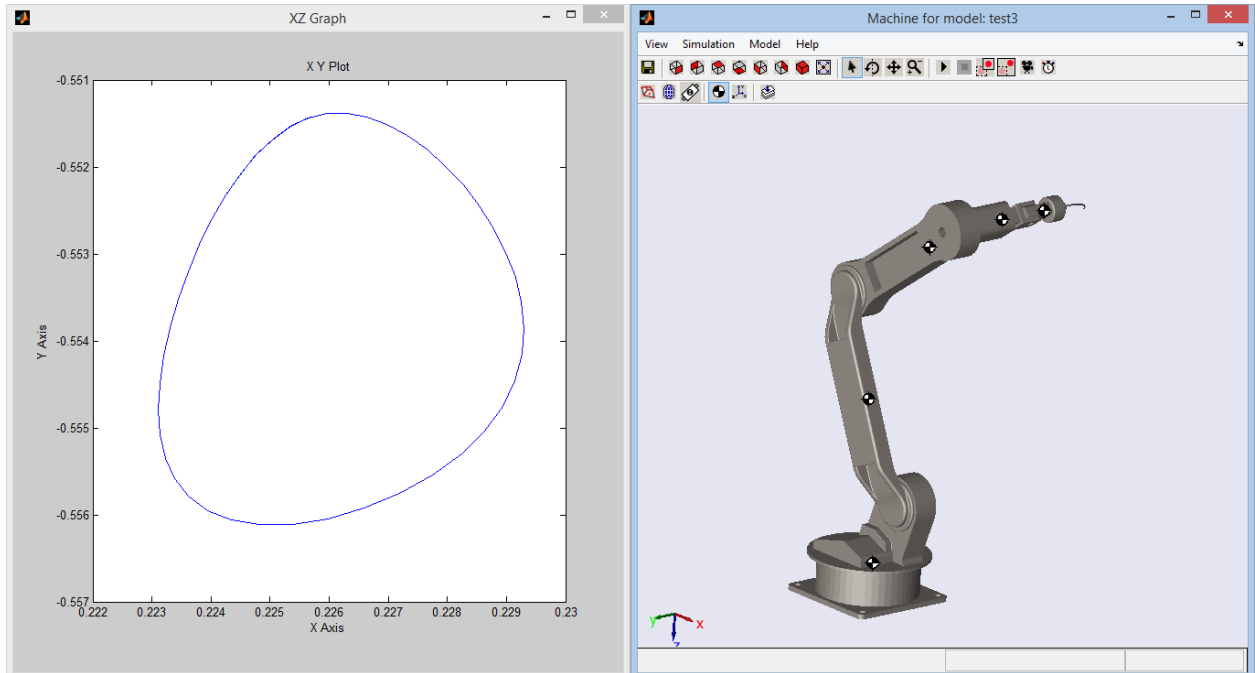 XZ Graph
X Y Plot
-0.551
-0.552
-0.553
-0.554
-0.555
-0.556
-0.557
Y Axis
0.222 0.223 0.224 0.225 0.226 0.227 0.228 0.229 0.23
X Axis
Machine for model: test3
View Simulation Model Help
y x
z